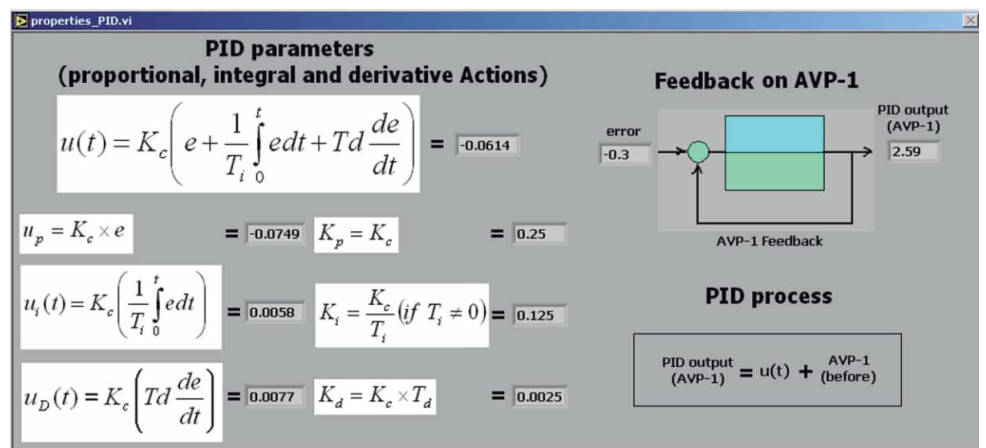 properties_PID.vi
PID parameters
(proportional, integral and derivative Actions)
u(t) = K_c ( e + 1/T_i ∫_0^t edt + Td de/dt ) = -0.0614
u_p = K_c × e = -0.0749 K_p = K_c = 0.25
u_i(t) = K_c ( 1/T_i ∫_0^t edt ) = 0.0058 K_i = K_c/T_i (if T_i ≠ 0) = 0.125
u_D(t) = K_c ( Td de/dt ) = 0.0077 K_d = K_c × T_d = 0.0025
Feedback on AVP-1
error
-0.3
PID output
(AVP-1)
2.59
AVP-1 Feedback
PID process
PID output
(AVP-1) = u(t) + AVP-1
(before)